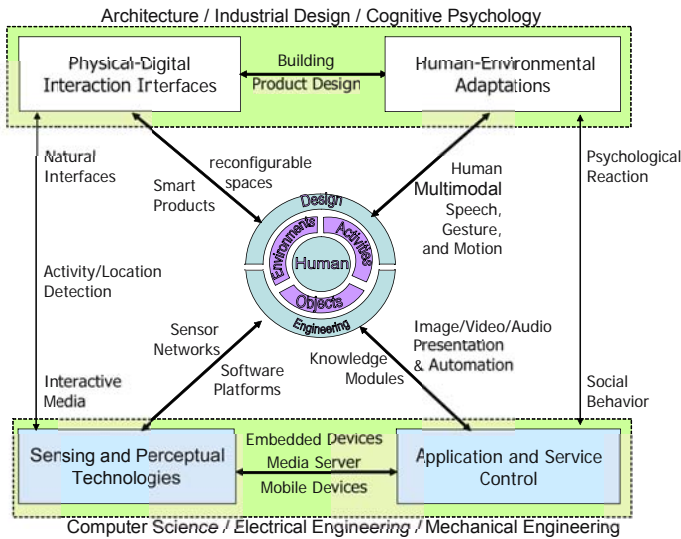 Architecture / Industrial Design / Cognitive Psychology
Physical-Digital
Interaction Interfaces
Building
Product Design
Human-Environmental
Adaptations
Natural
Interfaces
Smart
Products
reconfigurable
spaces
Human
Multimodal
Speech,
Gesture,
and Motion
Psychological
Reaction
Design
Environments
Activities
Human
Objects
Engineering
Activity/Location
Detection
Sensor
Networks
Software
Platforms
Knowledge
Modules
Image/Video/Audio
Presentation
& Automation
Interactive
Media
Social
Behavior
Sensing and Perceptual
Technologies
Embedded Devices
Media Server
Mobile Devices
Application and Service
Control
Computer Science / Electrical Engineering / Mechanical Engineering